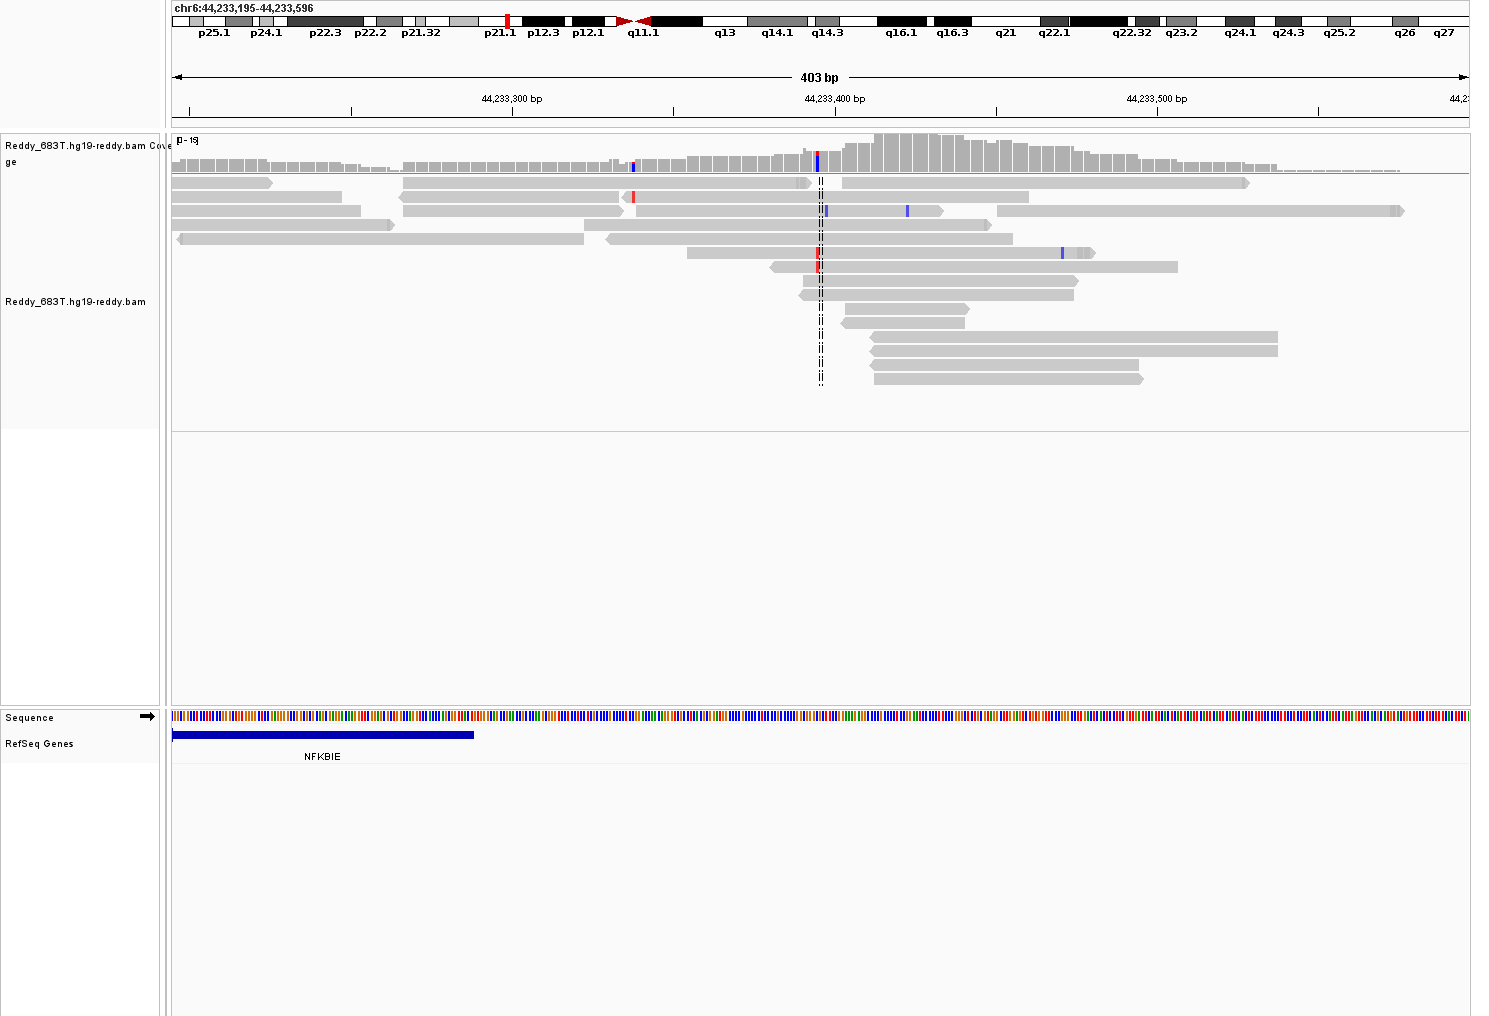 chr6:44,233,195-44,233,596
p25.1 p24.1 p22.3 p22.2 p21.32 p21.1 p12.3 p12.1 q11.1 q13 q14.1 q14.3 q16.1 q16.3 q21 q22.1 q22.32 q23.2 q24.1 q24.3 q25.2 q26 q27
403 bp
44,233,300 bp 44,233,400 bp 44,233,500 bp 44,23
Reddy_683T.hg19-reddy.bam Cove
ge
[0 - 15]
Reddy_683T.hg19-reddy.bam
Sequence
RefSeq Genes
NFKBIE